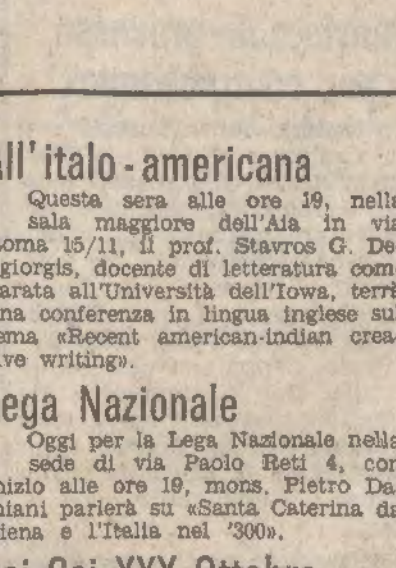 ll' italo - americana
Questa sera alle ore 19, nella
sala maggiore dell'Aia in via
oma 15/11, il prof. Stavros G. De
giorgis, docente di letteratura com
arata all'Università dell'Iowa, terrà
na conferenza in lingua inglese sul
ema «Recent american-indian crea
ve writing».
ega Nazionale
Oggi per la Lega Nazionale nella
sede di via Paolo Reti 4, con
nizio alle ore 19, mons. Pietro Da
niani parlerà su «Santa Caterina da
iena e l'Italia nel '300».
XXX Ottobre